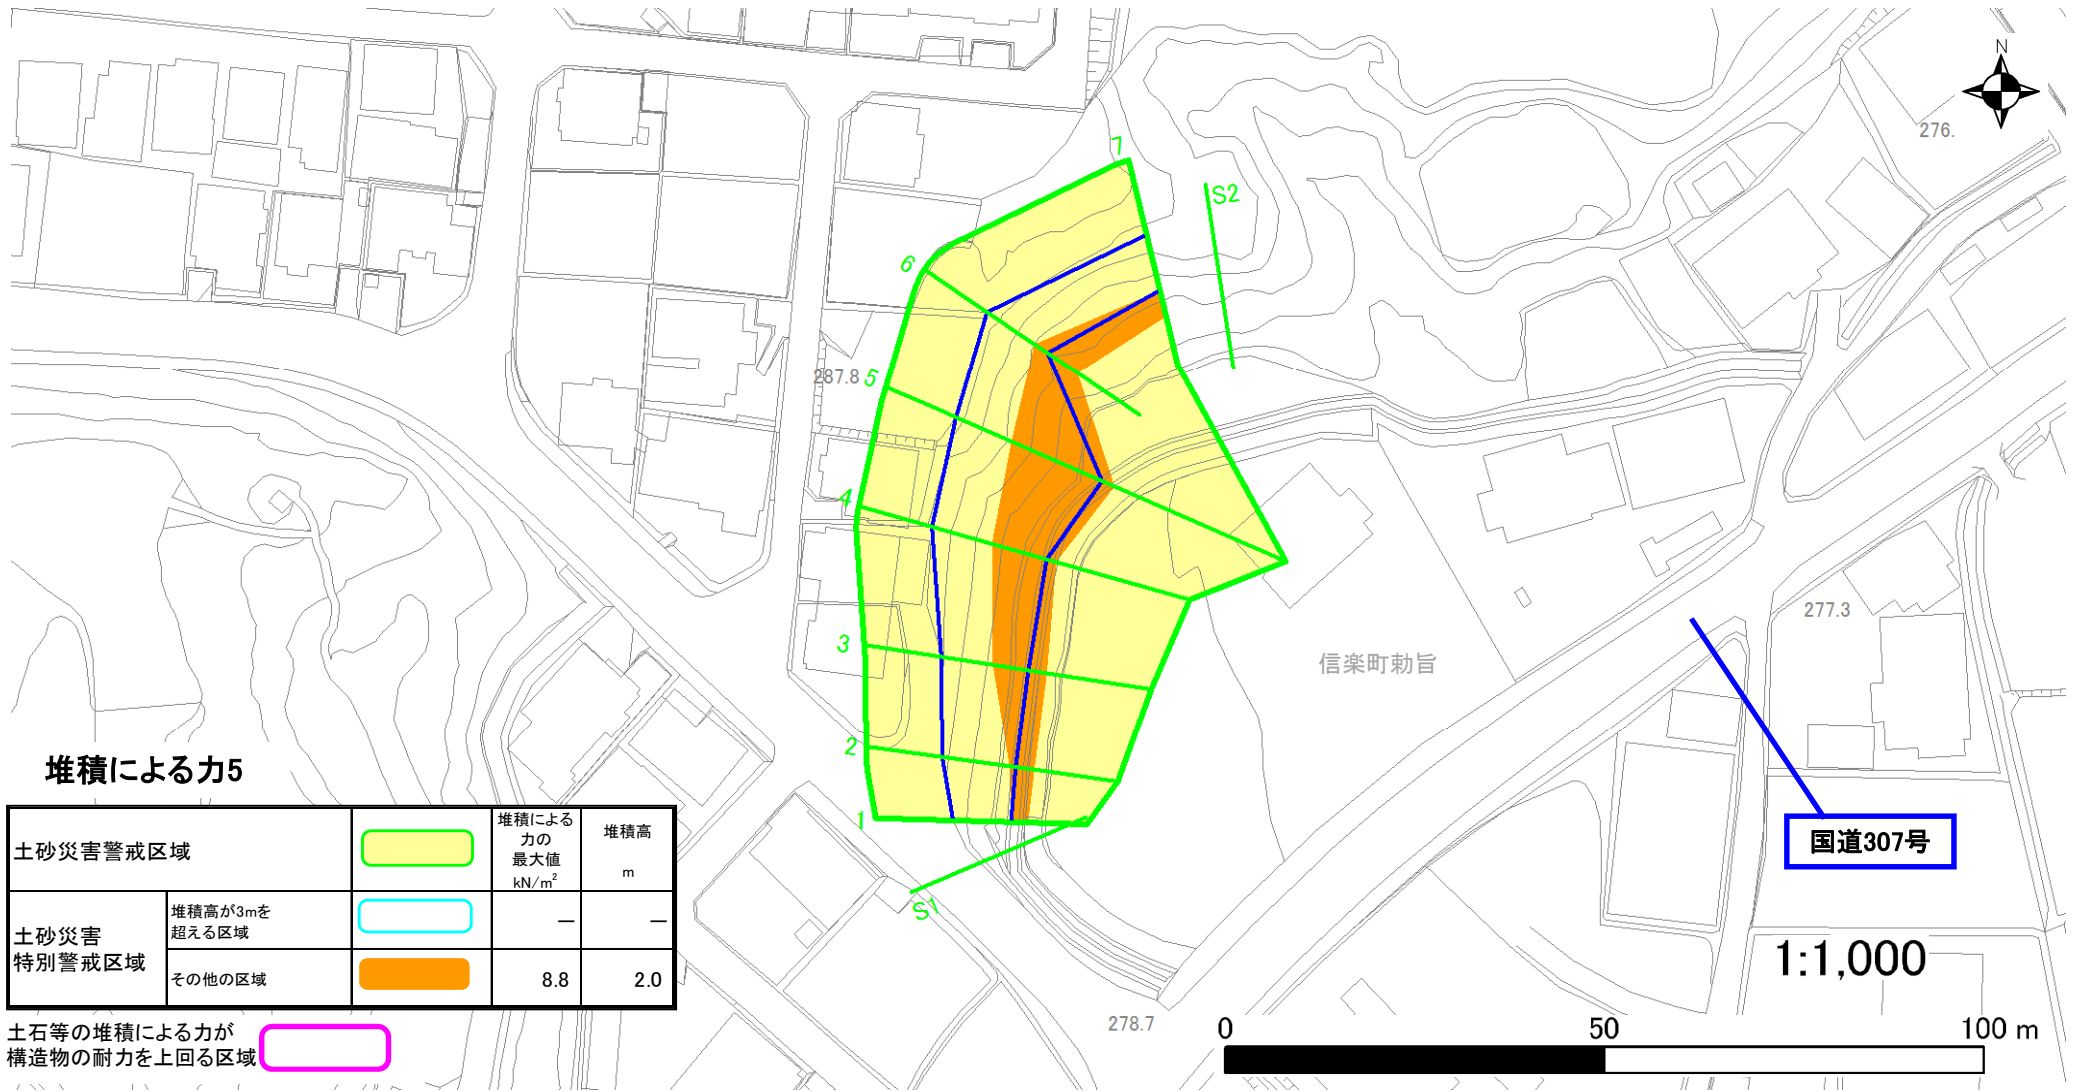 N
276.
7
S2
6
287.8
5
4
3
2
1
S1
信楽町勅旨
277.3
国道307号
278.7
堆積による力5
土砂災害警戒区域
堆積による
力の
最大値
kN/m²
堆積高
m
土砂災害
特別警戒区域
堆積高が3mを
超える区域
―
―
その他の区域
8.8
2.0
土石等の堆積による力が
構造物の耐力を上回る区域
1:1,000
0
50
100 m